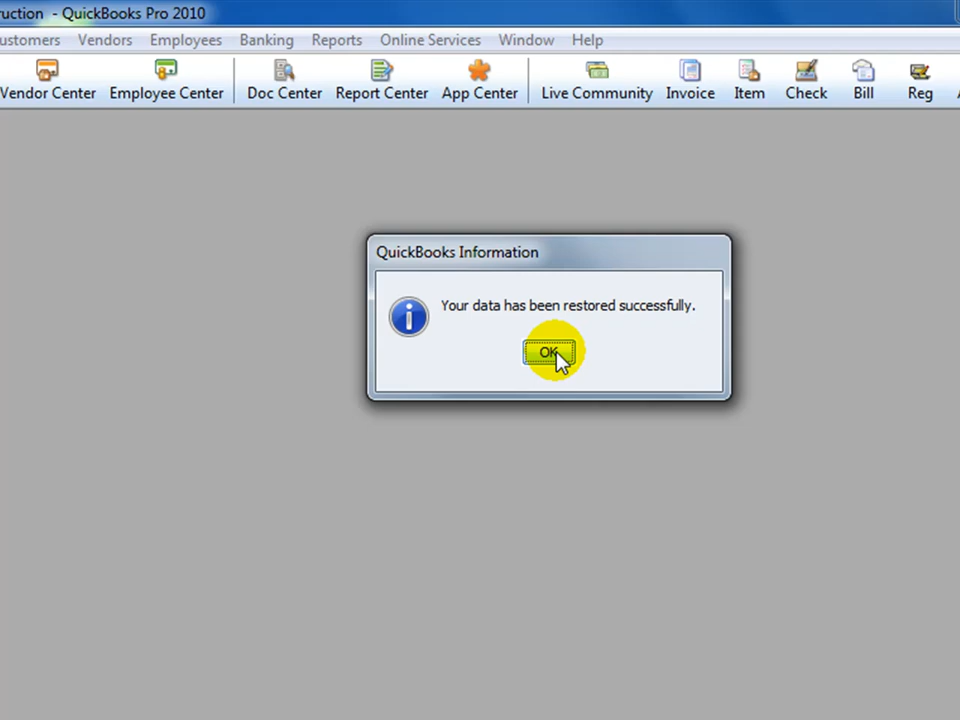 ruction - QuickBooks Pro 2010
ustomers Vendors Employees Banking Reports Online Services Window Help
Vendor Center Employee Center Doc Center Report Center App Center Live Community Invoice Item Check Bill Reg
QuickBooks Information
Your data has been restored successfully.
OK